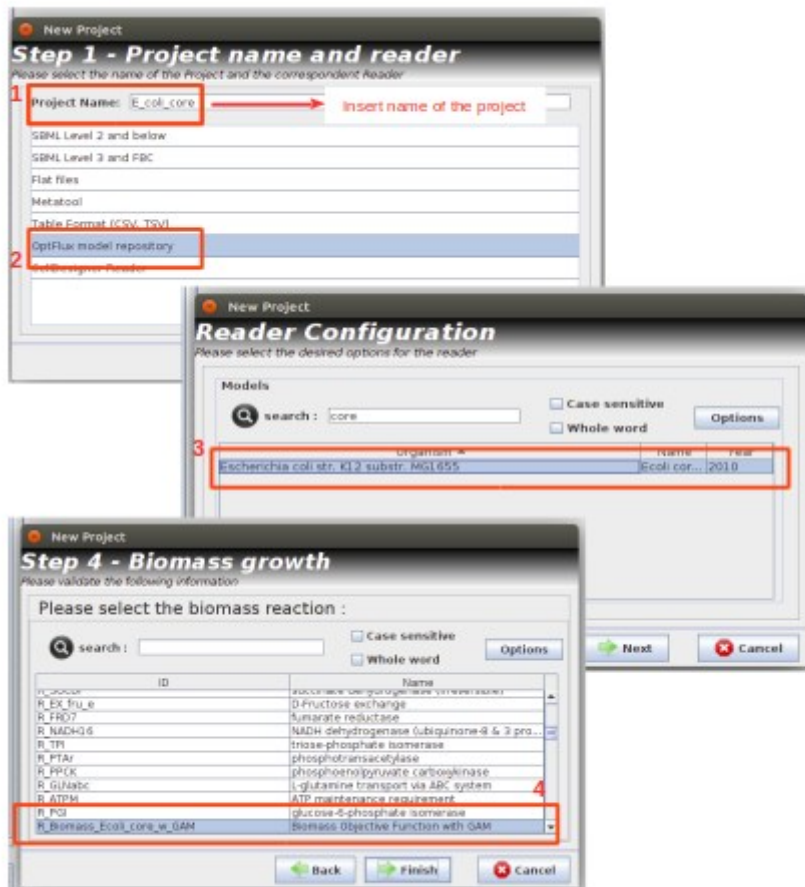 New Project
Step 1 - Project name and reader
Please select the name of the Project and the correspondent Reader
1
Project Name: E_coli_core
Insert name of the project
SBML Level 2 and below
SBML Level 3 and FBC
Flat files
Metatool
Table Format (CSV, TSV)
OptFlux model repository
2
CellDesigner Reader
New Project
Reader Configuration
Please select the desired options for the reader
Models
search : core
Case sensitive
Whole word
Options
3
Organism Name Year
Escherichia coli str. K12 substr. MG1655 Ecoli cor... 2010
Next Cancel
New Project
Step 4 - Biomass growth
Please validate the following information
Please select the biomass reaction :
search :
Case sensitive
Whole word
Options
ID Name
succinate dehydrogenase (irreversible)
R_EX_fru_e D-Fructose exchange
R_FRD7 fumarate reductase
R_NADH16 NADH dehydrogenase (ubiquinone-8 & 3 pro...
R_TPI triose-phosphate isomerase
R_PTAr phosphotransacetylase
R_PPCK phosphoenolpyruvate carboxykinase
R_GLNabc L-glutamine transport via ABC system
4
R_ATPM ATP maintenance requirement
R_PGI glucose-6-phosphate isomerase
R_Biomass_Ecoli_core_w_GAM Biomass Objective Function with GAM
Back Finish Cancel